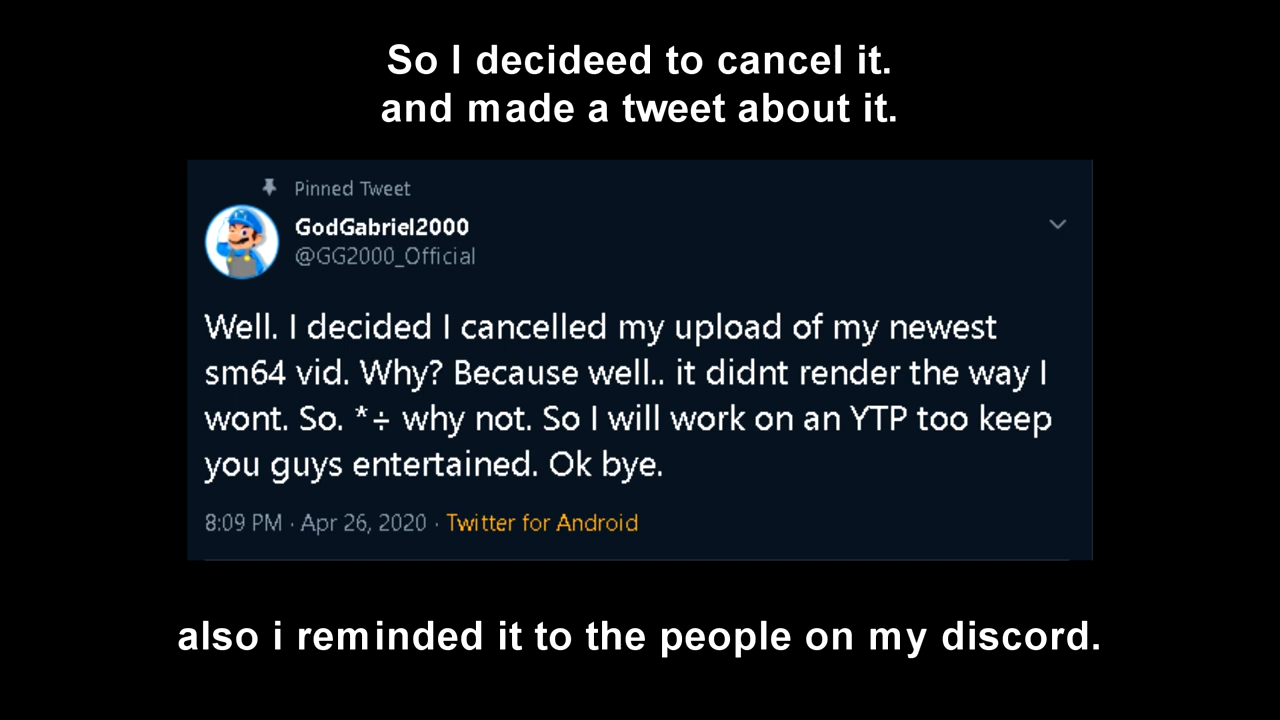 So I decideed to cancel it.
and made a tweet about it.
Pinned Tweet
GodGabriel2000
@GG2000_Official
Well. I decided I cancelled my upload of my newest
sm64 vid. Why? Because well.. it didnt render the way I
wont. So. *÷ why not. So I will work on an YTP too keep
you guys entertained. Ok bye.
8:09 PM · Apr 26, 2020 · Twitter for Android
also i reminded it to the people on my discord.